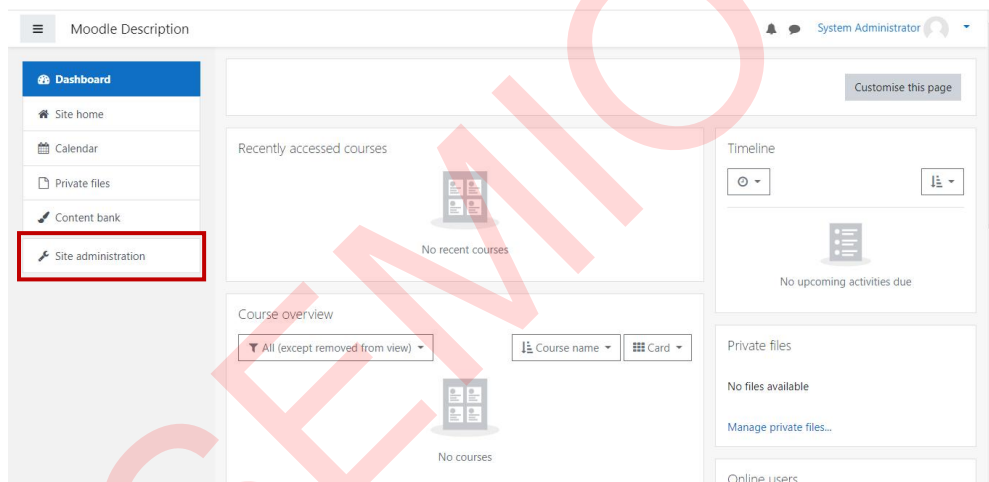 Moodle Description
System Administrator
Dashboard
Site home
Calendar
Private files
Content bank
Site administration
Customise this page
Recently accessed courses
No recent courses
Timeline
No upcoming activities due
Course overview
All (except removed from view)
Course name
Card
No courses
Private files
No files available
Manage private files...
Online users
CEMIO